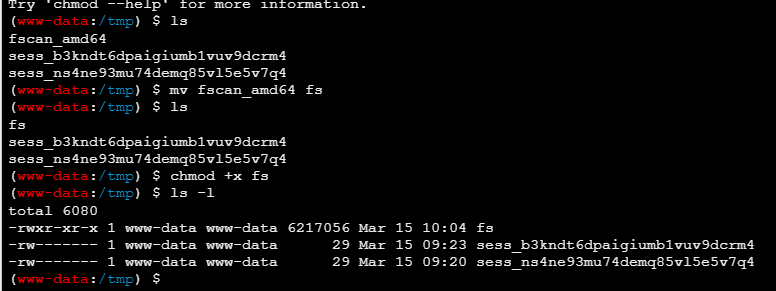 Try 'chmod --help' for more information.
(www-data:/tmp) $ ls
fscan_amd64
sess_b3kndt6dpaigiumb1vuv9dcrm4
sess_ns4ne93mu74demq85vl5e5v7q4
(www-data:/tmp) $ mv fscan_amd64 fs
(www-data:/tmp) $ ls
fs
sess_b3kndt6dpaigiumb1vuv9dcrm4
sess_ns4ne93mu74demq85vl5e5v7q4
(www-data:/tmp) $ chmod +x fs
(www-data:/tmp) $ ls -l
total 6080
-rwxr-xr-x 1 www-data www-data 6217056 Mar 15 10:04 fs
-rw------- 1 www-data www-data      29 Mar 15 09:23 sess_b3kndt6dpaigiumb1vuv9dcrm4
-rw------- 1 www-data www-data      29 Mar 15 09:20 sess_ns4ne93mu74demq85vl5e5v7q4
(www-data:/tmp) $